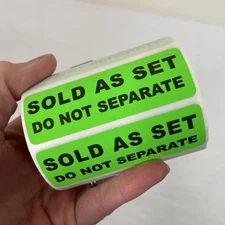 SOLD AS SET
DO NOT SEPARATE
SOLD AS SET
DO NOT SEPARATE